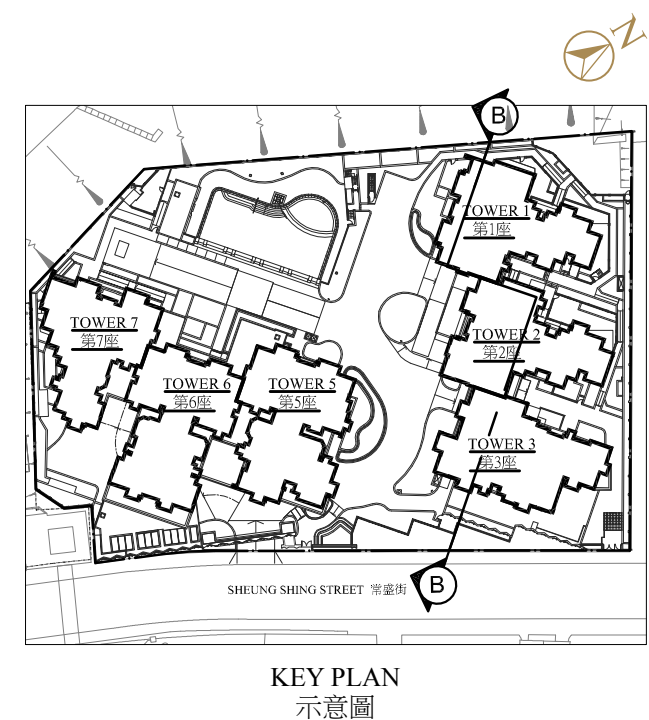 N
B
TOWER 1
第1座
TOWER 2
第2座
TOWER 7
第7座
TOWER 6
第6座
TOWER 5
第5座
TOWER 3
第3座
B
SHEUNG SHING STREET 常盛街
KEY PLAN
示意圖